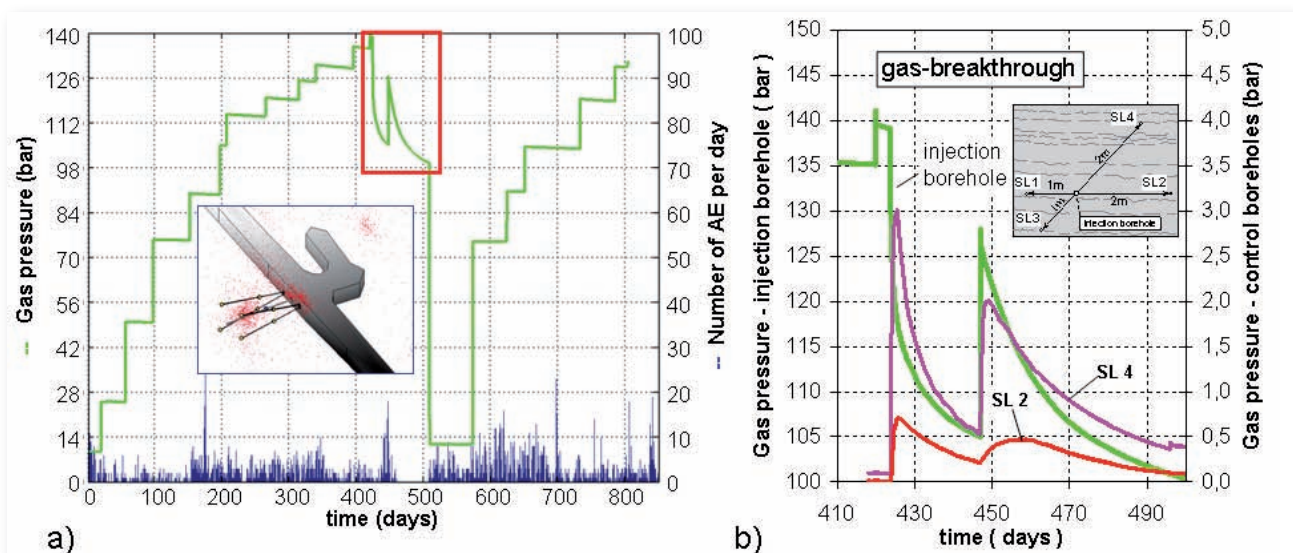 140
126
112
98
84
70
56
42
28
14
0
Gas pressure (bar)
100
90
80
70
60
50
40
30
20
10
0
Number of AE per day
0 100 200 300 400 500 600 700 800
time (days)
a)
150
145
140
135
130
125
120
115
110
105
100
Gas pressure - injection borehole ( bar )
gas-breakthrough
injection
borehole
SL4
2m
SL1 1m SL2
1m 2m
SL3
Injection borehole
SL 4
SL 2
5,0
4,5
4,0
3,5
3,0
2,5
2,0
1,5
1,0
0,5
0,0
Gas pressure - control boreholes (bar)
410 430 450 470 490
time ( days )
b)